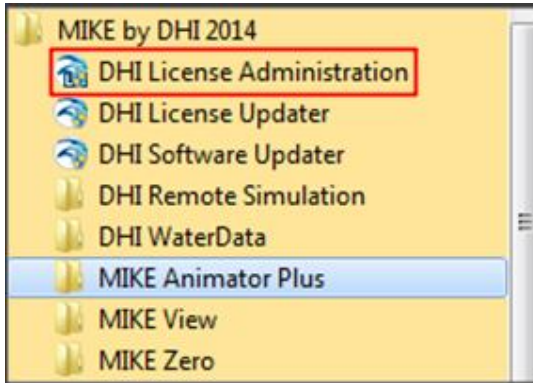 MIKE by DHI 2014
DHI License Administration
DHI License Updater
DHI Software Updater
DHI Remote Simulation
DHI WaterData
MIKE Animator Plus
MIKE View
MIKE Zero